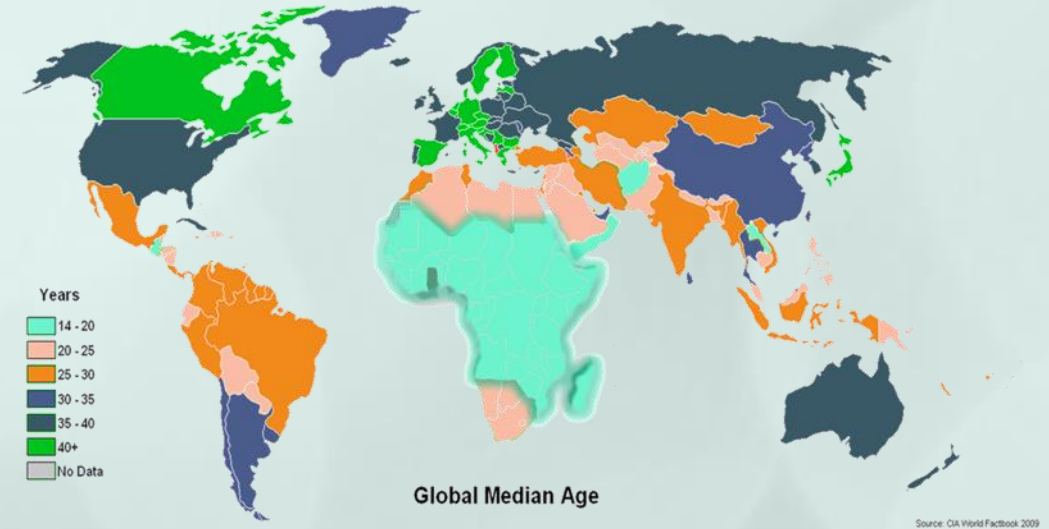 Years
14 - 20
20 - 25
25 - 30
30 - 35
35 - 40
40+
No Data
Global Median Age
Source: CIA World Factbook 2009